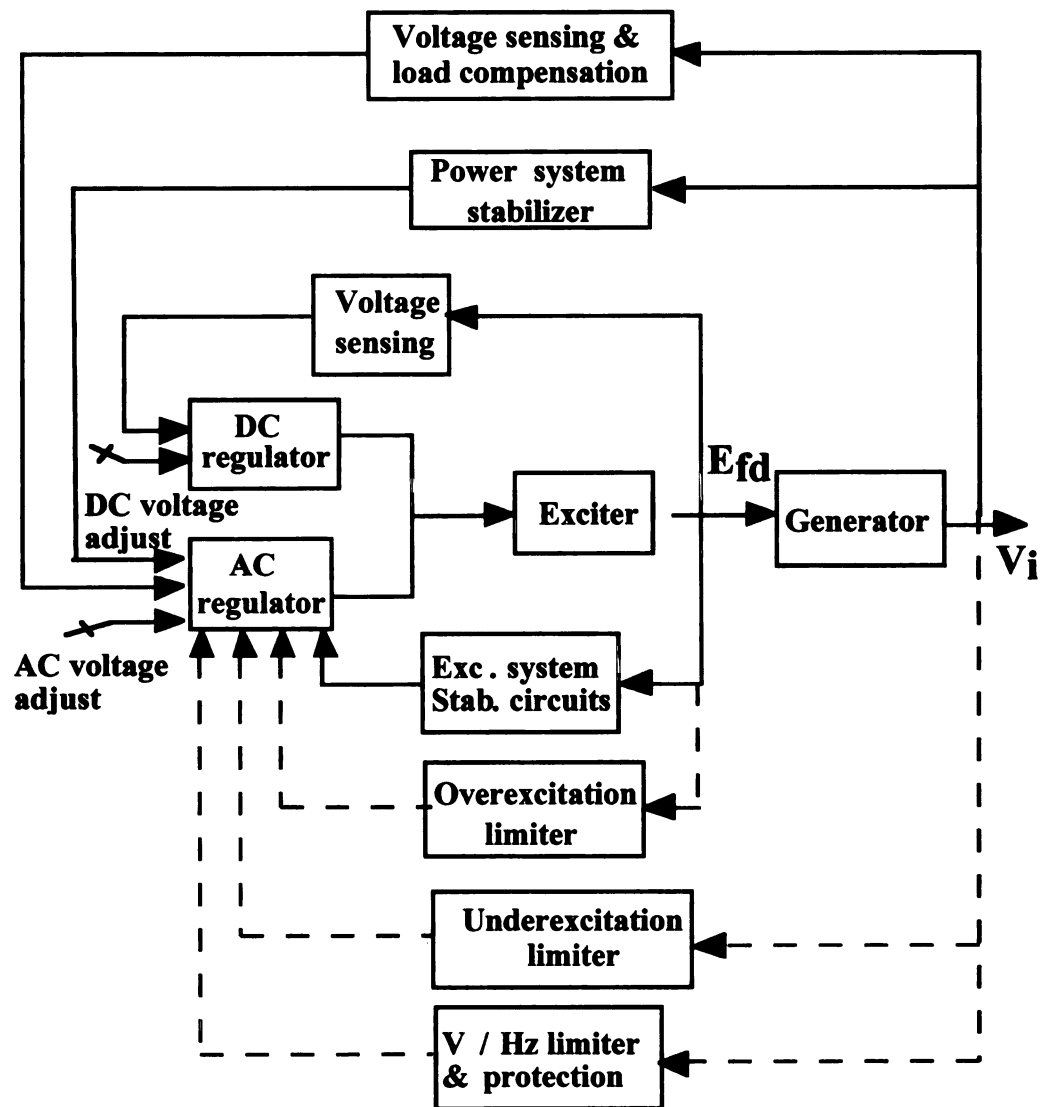 Voltage sensing &
load compensation
Power system
stabilizer
Voltage
sensing
DC
regulator
DC voltage
adjust
Exciter
Efd
Generator
Vi
AC
regulator
AC voltage
adjust
Exc . system
Stab. circuits
Overexcitation
limiter
Underexcitation
limiter
V / Hz limiter
& protection